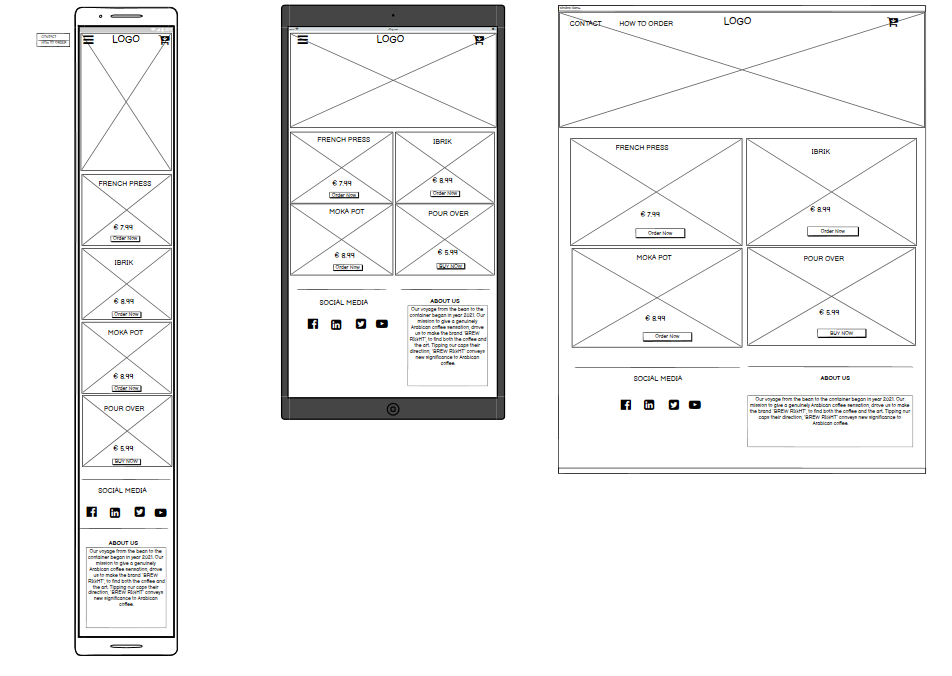 CONTACT
HOW TO ORDER
LOGO
FRENCH PRESS
€ 7.99
Order Now
IBRIK
€ 8.99
Order Now
MOKA POT
€ 8.99
Order Now
POUR OVER
€ 5.99
BUY NOW
SOCIAL MEDIA
ABOUT US
Our voyage from the bean to the
container began in year 2021. Our
mission to give a genuinely
Arabican coffee sensation, drove
us to make the brand 'BREW
RIGHT', to find both the coffee and
the art. Tipping our caps their
direction, 'BREW RIGHT' conveys
new significance to Arabican
coffee.
LOGO
FRENCH PRESS
€ 7.99
Order Now
IBRIK
€ 8.99
Order Now
MOKA POT
€ 8.99
Order Now
POUR OVER
€ 5.99
BUY NOW
SOCIAL MEDIA
ABOUT US
Our voyage from the bean to the
container began in year 2021. Our
mission to give a genuinely
Arabican coffee sensation, drove
us to make the brand 'BREW
RIGHT', to find both the coffee and
the art. Tipping our caps their
direction, 'BREW RIGHT' conveys
new significance to Arabican
coffee.
CONTACT HOW TO ORDER LOGO
FRENCH PRESS
€ 7.99
Order Now
IBRIK
€ 8.99
Order Now
MOKA POT
€ 8.99
Order Now
POUR OVER
€ 5.99
BUY NOW
SOCIAL MEDIA
ABOUT US
Our voyage from the bean to the container began in year 2021. Our
mission to give a genuinely Arabican coffee sensation, drove us to make
the brand 'BREW RIGHT', to find both the coffee and the art. Tipping our
caps their direction, 'BREW RIGHT' conveys new significance to
Arabican coffee.